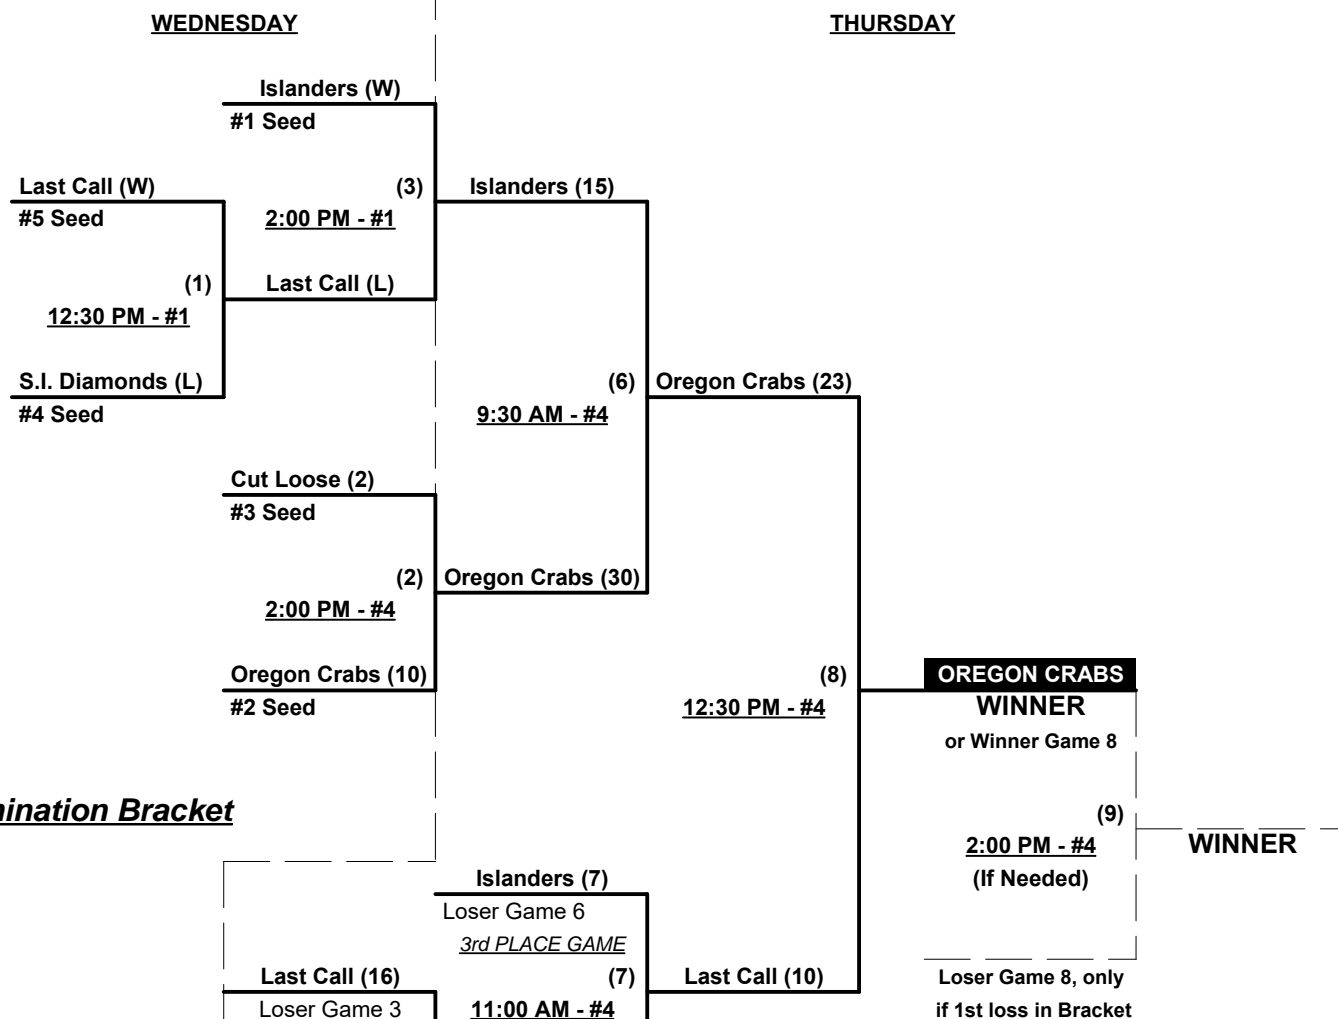 WEDNESDAY
THURSDAY
Islanders (W)
#1 Seed
Last Call (W)
(3)
Islanders (15)
#5 Seed
2:00 PM - #1
(1)
Last Call (L)
12:30 PM - #1
S.I. Diamonds (L)
(6)
Oregon Crabs (23)
#4 Seed
9:30 AM - #4
Cut Loose (2)
#3 Seed
(2)
Oregon Crabs (30)
2:00 PM - #4
Oregon Crabs (10)
(8)
OREGON CRABS
#2 Seed
12:30 PM - #4
WINNER
or Winner Game 8
mination Bracket
(9)
2:00 PM - #4
WINNER
(If Needed)
Islanders (7)
Loser Game 6
3rd PLACE GAME
Last Call (16)
(7)
Last Call (10)
Loser Game 8, only
Loser Game 3
11:00 AM - #4
if 1st loss in Bracket